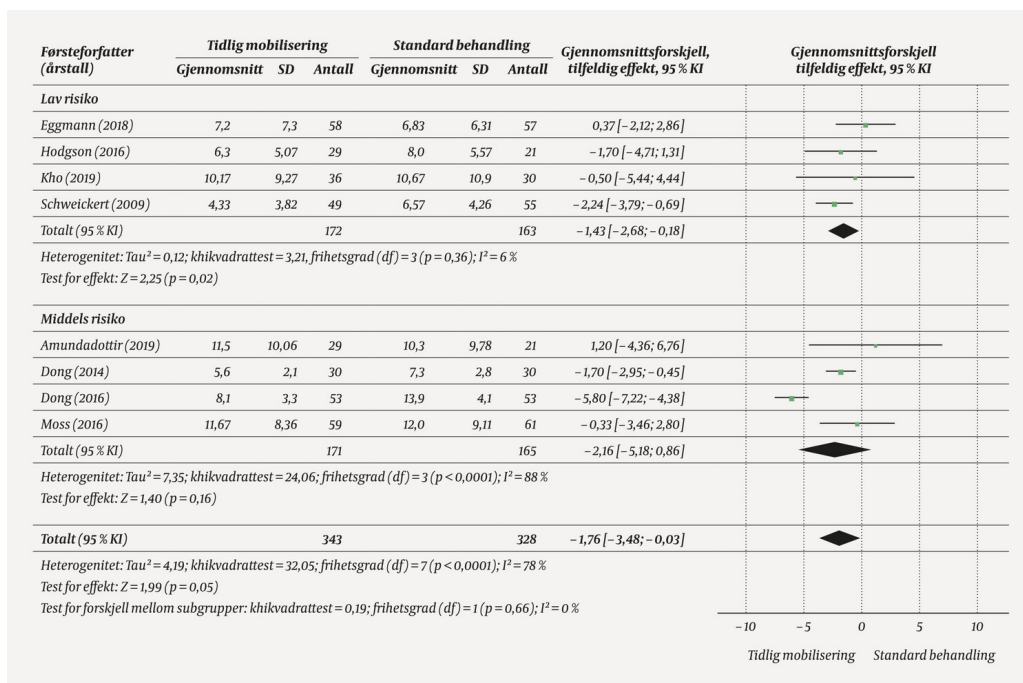 Førsteforfatter (årstall) Tidlig mobilisering Standard behandling Gjennomsnittsforskjell, tilfeldig effekt, 95 % KI Gjennomsnittsforskjell tilfeldig effekt, 95 % KI
Gjennomsnitt SD Antall Gjennomsnitt SD Antall
Lav risiko
Eggmann (2018) 7,2 7,3 58 6,83 6,31 57 0,37 [−2,12; 2,86]
Hodgson (2016) 6,3 5,07 29 8,0 5,57 21 −1,70 [−4,71; 1,31]
Kho (2019) 10,17 9,27 36 10,67 10,9 30 −0,50 [−5,44; 4,44]
Schweickert (2009) 4,33 3,82 49 6,57 4,26 55 −2,24 [−3,79; −0,69]
Totalt (95 % KI) 172 163 −1,43 [−2,68; −0,18]
Heterogenitet: Tau² = 0,12; khikvadrattest = 3,21, frihetsgrad (df) = 3 (p = 0,36); I² = 6 %
Test for effekt: Z = 2,25 (p = 0,02)
Middels risiko
Amundadottir (2019) 11,5 10,06 29 10,3 9,78 21 1,20 [−4,36; 6,76]
Dong (2014) 5,6 2,1 30 7,3 2,8 30 −1,70 [−2,95; −0,45]
Dong (2016) 8,1 3,3 53 13,9 4,1 53 −5,80 [−7,22; −4,38]
Moss (2016) 11,67 8,36 59 12,0 9,11 61 −0,33 [−3,46; 2,80]
Totalt (95 % KI) 171 165 −2,16 [−5,18; 0,86]
Heterogenitet: Tau² = 7,35; khikvadrattest = 24,06; frihetsgrad (df) = 3 (p < 0,0001); I² = 88 %
Test for effekt: Z = 1,40 (p = 0,16)
Totalt (95 % KI) 343 328 −1,76 [−3,48; −0,03]
Heterogenitet: Tau² = 4,19; khikvadrattest = 32,05; frihetsgrad (df) = 7 (p < 0,0001); I² = 78 %
Test for effekt: Z = 1,99 (p = 0,05)
Test for forskjell mellom subgrupper: khikvadrattest = 0,19; frihetsgrad (df) = 1 (p = 0,66); I² = 0 %
−10 −5 0 5 10
Tidlig mobilisering Standard behandling